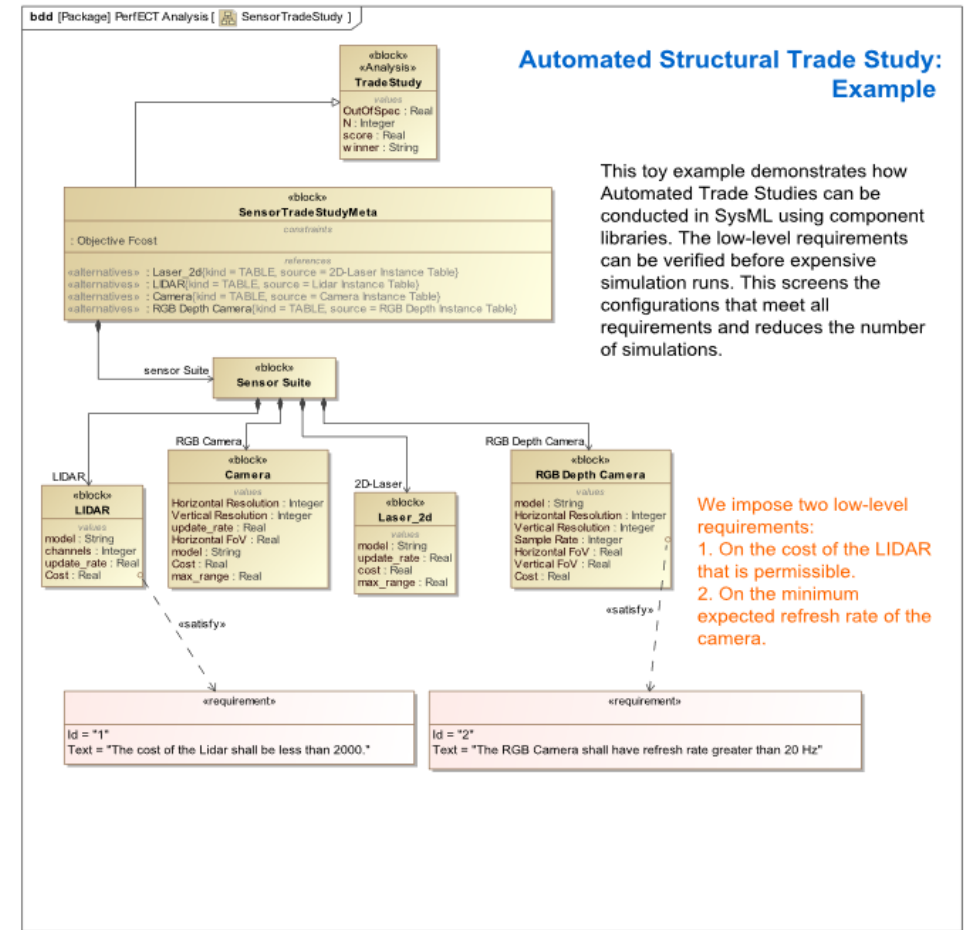 bdd [Package] PerfECT Analysis [ SensorTradeStudy ]
Automated Structural Trade Study:
Example
«block»
«Analysis»
TradeStudy
values
OutOfSpec : Real
N : Integer
score : Real
winner : String
This toy example demonstrates how
Automated Trade Studies can be
conducted in SysML using component
libraries. The low-level requirements
can be verified before expensive
simulation runs. This screens the
configurations that meet all
requirements and reduces the number
of simulations.
«block»
SensorTradeStudyMeta
constraints
: Objective Fcost
references
«alternatives» : Laser_2d{kind = TABLE, source = 2D-Laser Instance Table}
«alternatives» : LIDAR{kind = TABLE, source = Lidar Instance Table}
«alternatives» : Camera{kind = TABLE, source = Camera Instance Table}
«alternatives» : RGB Depth Camera{kind = TABLE, source = RGB Depth Instance Table}
sensor Suite
«block»
Sensor Suite
LIDAR
«block»
LIDAR
values
model : String
channels : Integer
update_rate : Real
Cost : Real
RGB Camera
«block»
Camera
values
Horizontal Resolution : Integer
Vertical Resolution : Integer
update_rate : Real
Horizontal FoV : Real
model : String
Cost : Real
max_range : Real
2D-Laser
«block»
Laser_2d
values
model : String
update_rate : Real
cost : Real
max_range : Real
RGB Depth Camera
«block»
RGB Depth Camera
values
model : String
Horizontal Resolution : Integer
Vertical Resolution : Integer
Sample Rate : Integer
Horizontal FoV : Real
Vertical FoV : Real
Cost : Real
We impose two low-level
requirements:
1. On the cost of the LIDAR
that is permissible.
2. On the minimum
expected refresh rate of the
camera.
«satisfy»
«satisfy»
«requirement»
Id = "1"
Text = "The cost of the Lidar shall be less than 2000."
«requirement»
Id = "2"
Text = "The RGB Camera shall have refresh rate greater than 20 Hz"